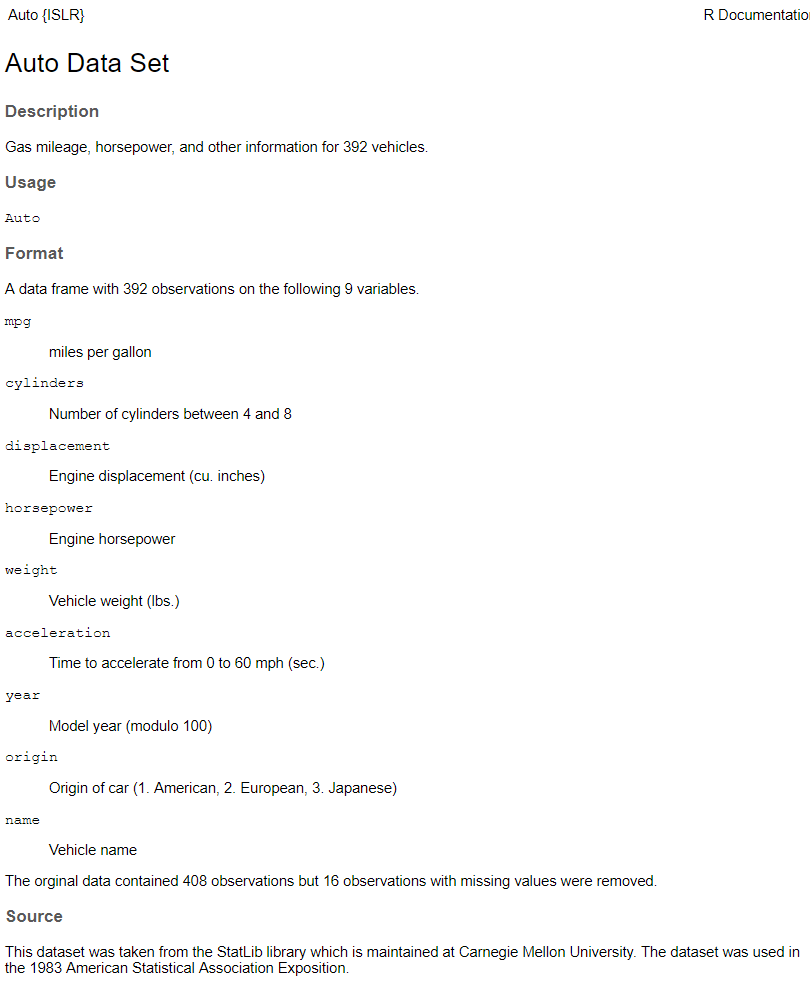 Auto {ISLR}
R Documentatio
Auto Data Set
Description
Gas mileage, horsepower, and other information for 392 vehicles.
Usage
Auto
Format
A data frame with 392 observations on the following 9 variables.
mpg
miles per gallon
cylinders
Number of cylinders between 4 and 8
displacement
Engine displacement (cu. inches)
horsepower
Engine horsepower
weight
Vehicle weight (lbs.)
acceleration
Time to accelerate from 0 to 60 mph (sec.)
year
Model year (modulo 100)
origin
Origin of car (1. American, 2. European, 3. Japanese)
name
Vehicle name
The orginal data contained 408 observations but 16 observations with missing values were removed.
Source
This dataset was taken from the StatLib library which is maintained at Carnegie Mellon University. The dataset was used in
the 1983 American Statistical Association Exposition.